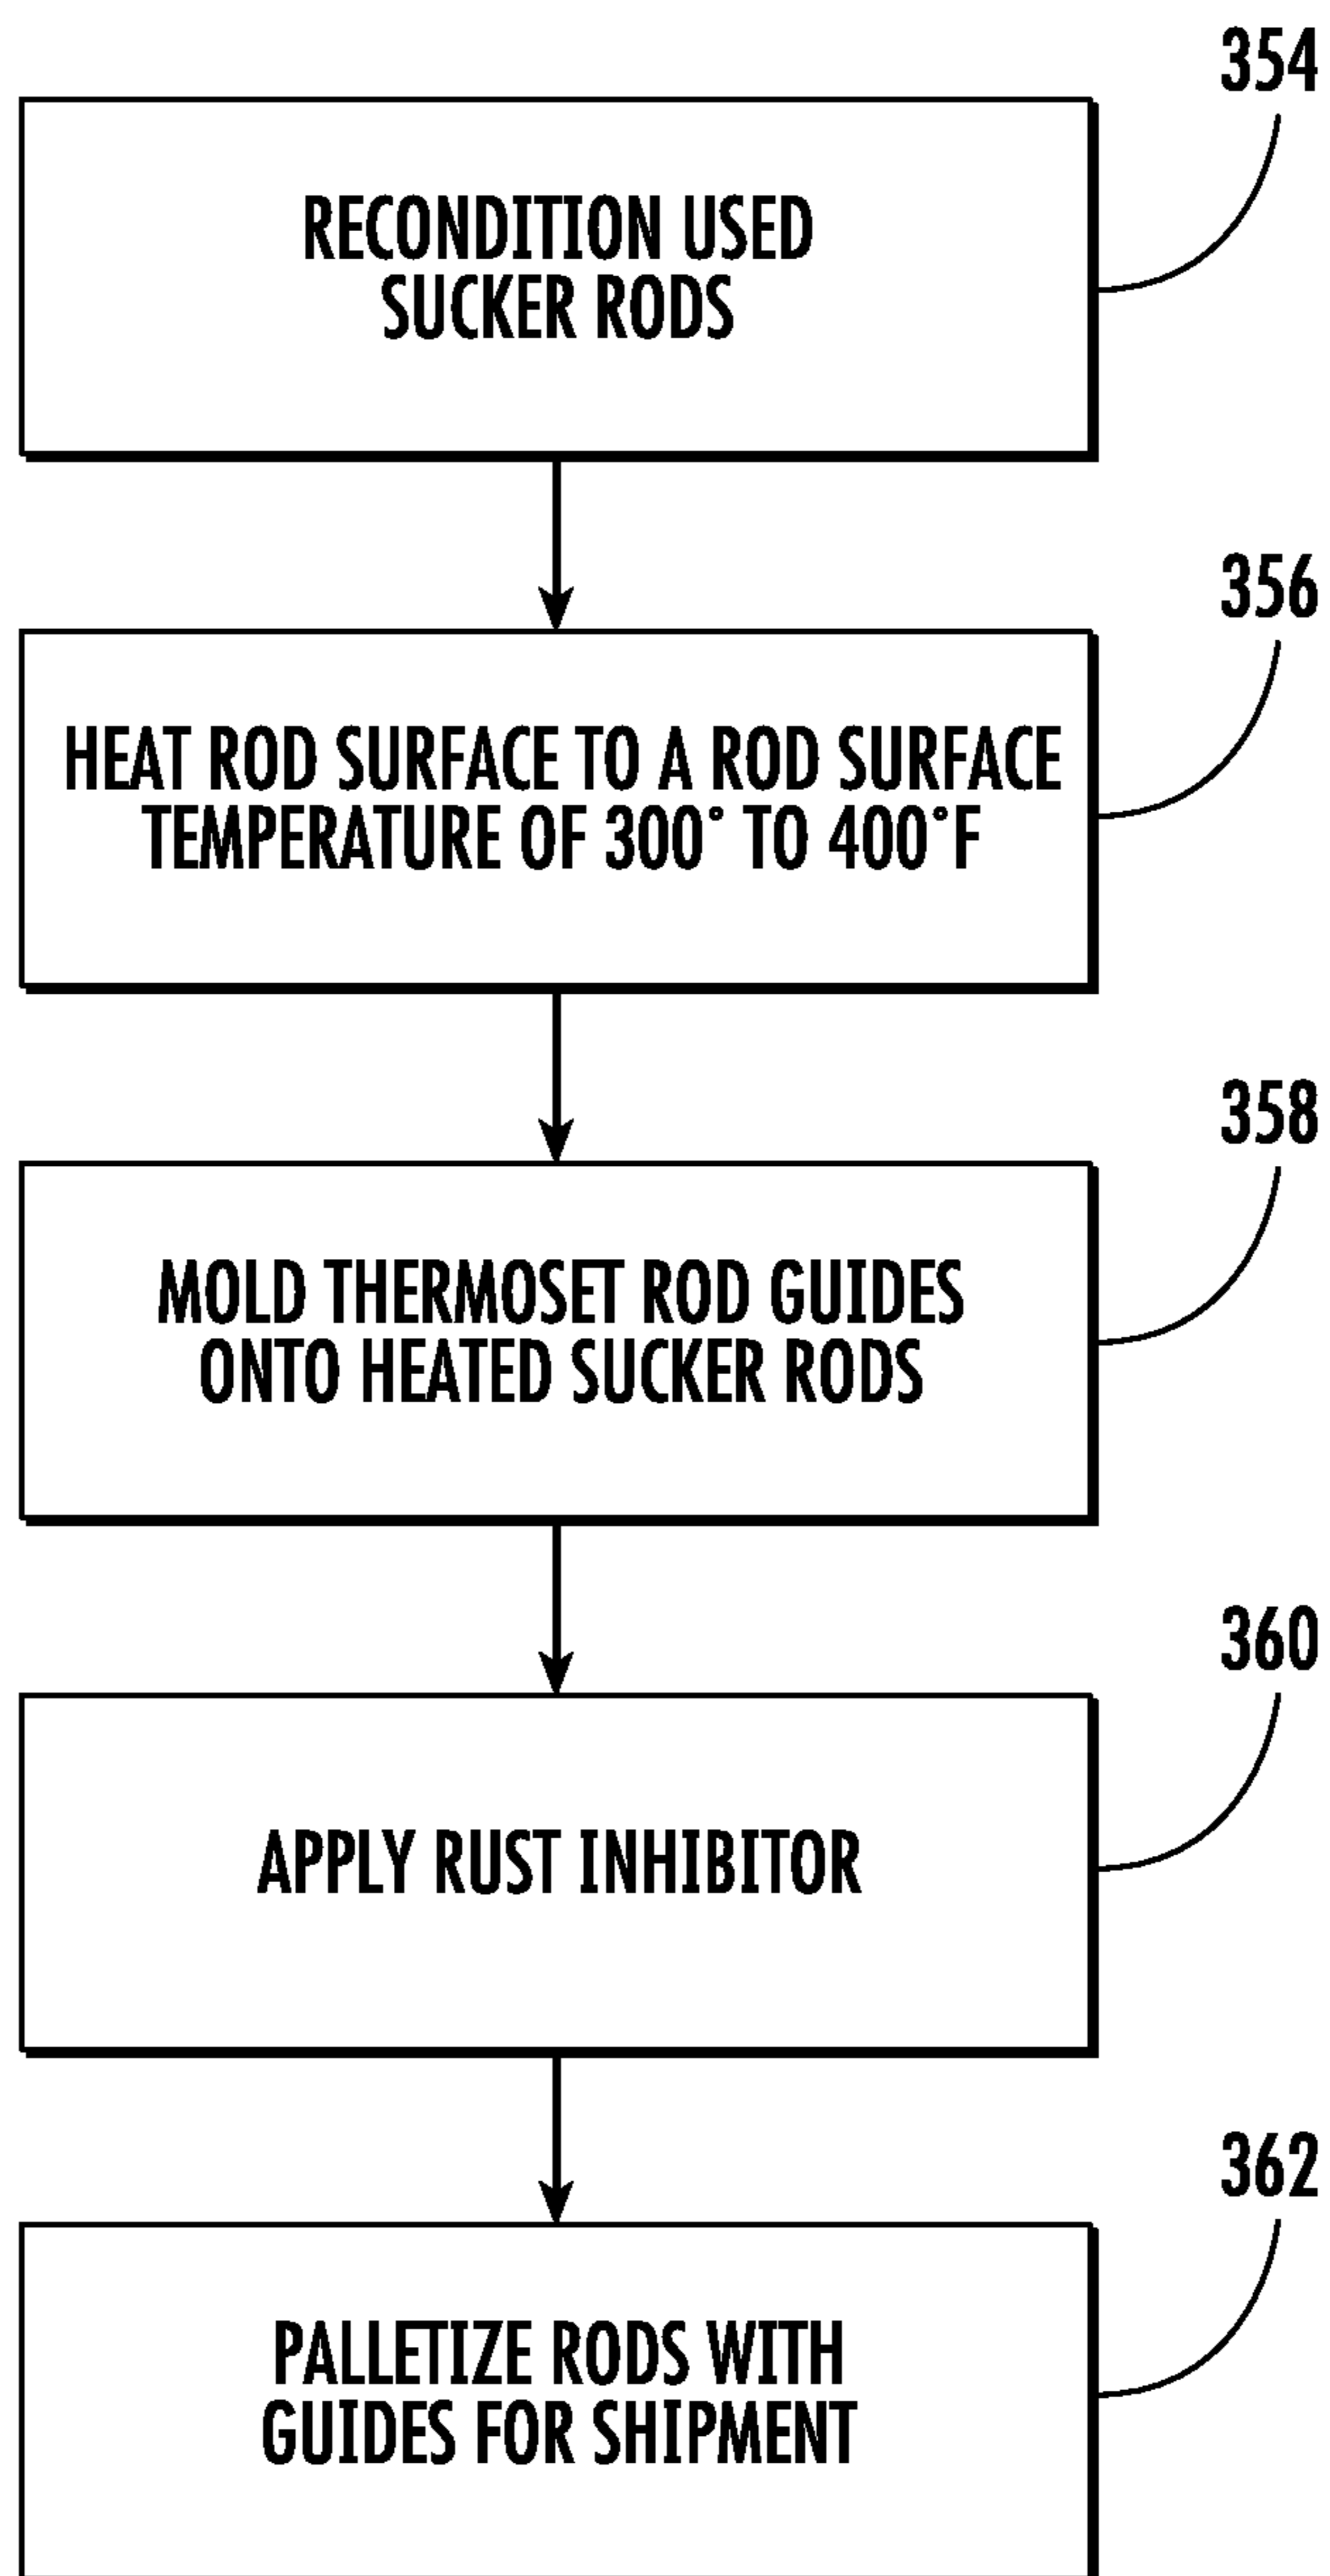 354
RECONDITION USED
SUCKER RODS
356
HEAT ROD SURFACE TO A ROD SURFACE
TEMPERATURE OF 300° TO 400°F
358
MOLD THERMOSET ROD GUIDES
ONTO HEATED SUCKER RODS
360
APPLY RUST INHIBITOR
362
PALLETIZE RODS WITH
GUIDES FOR SHIPMENT